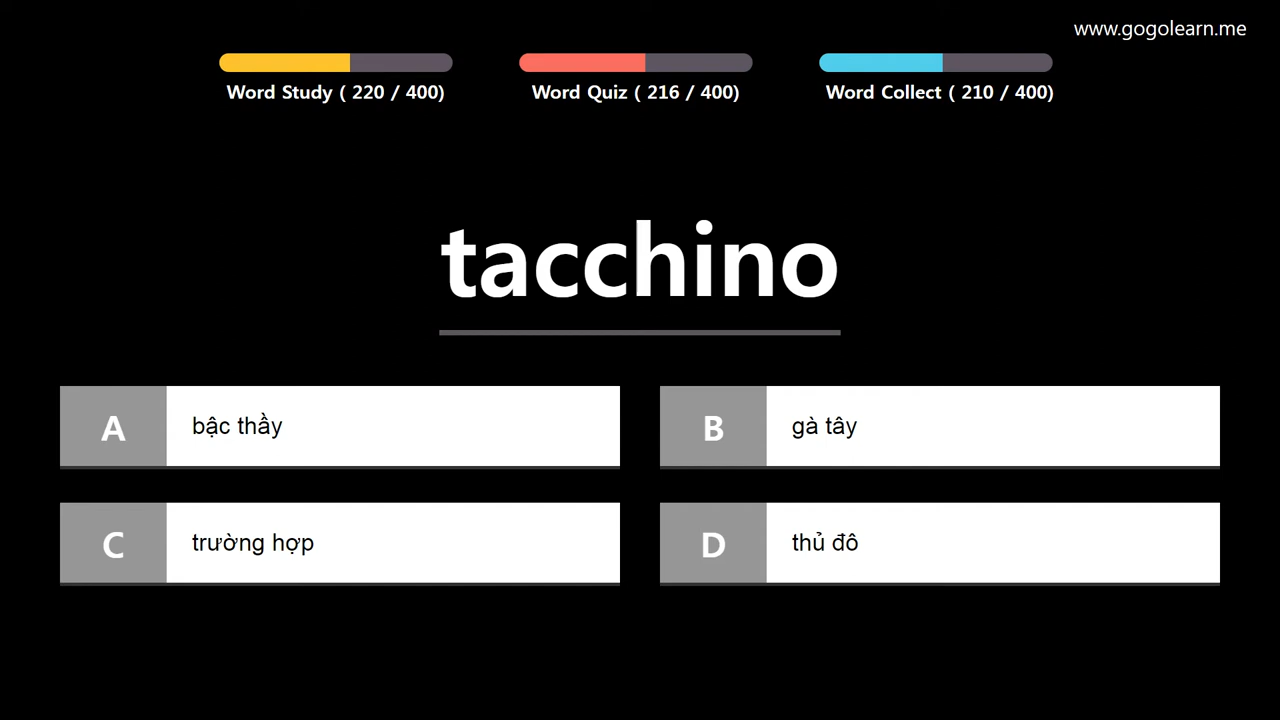 www.gogolearn.me
Word Study ( 220 / 400)
Word Quiz ( 216 / 400)
Word Collect ( 210 / 400)
tacchino
A
bậc thầy
B
gà tây
C
trường hợp
D
thủ đô